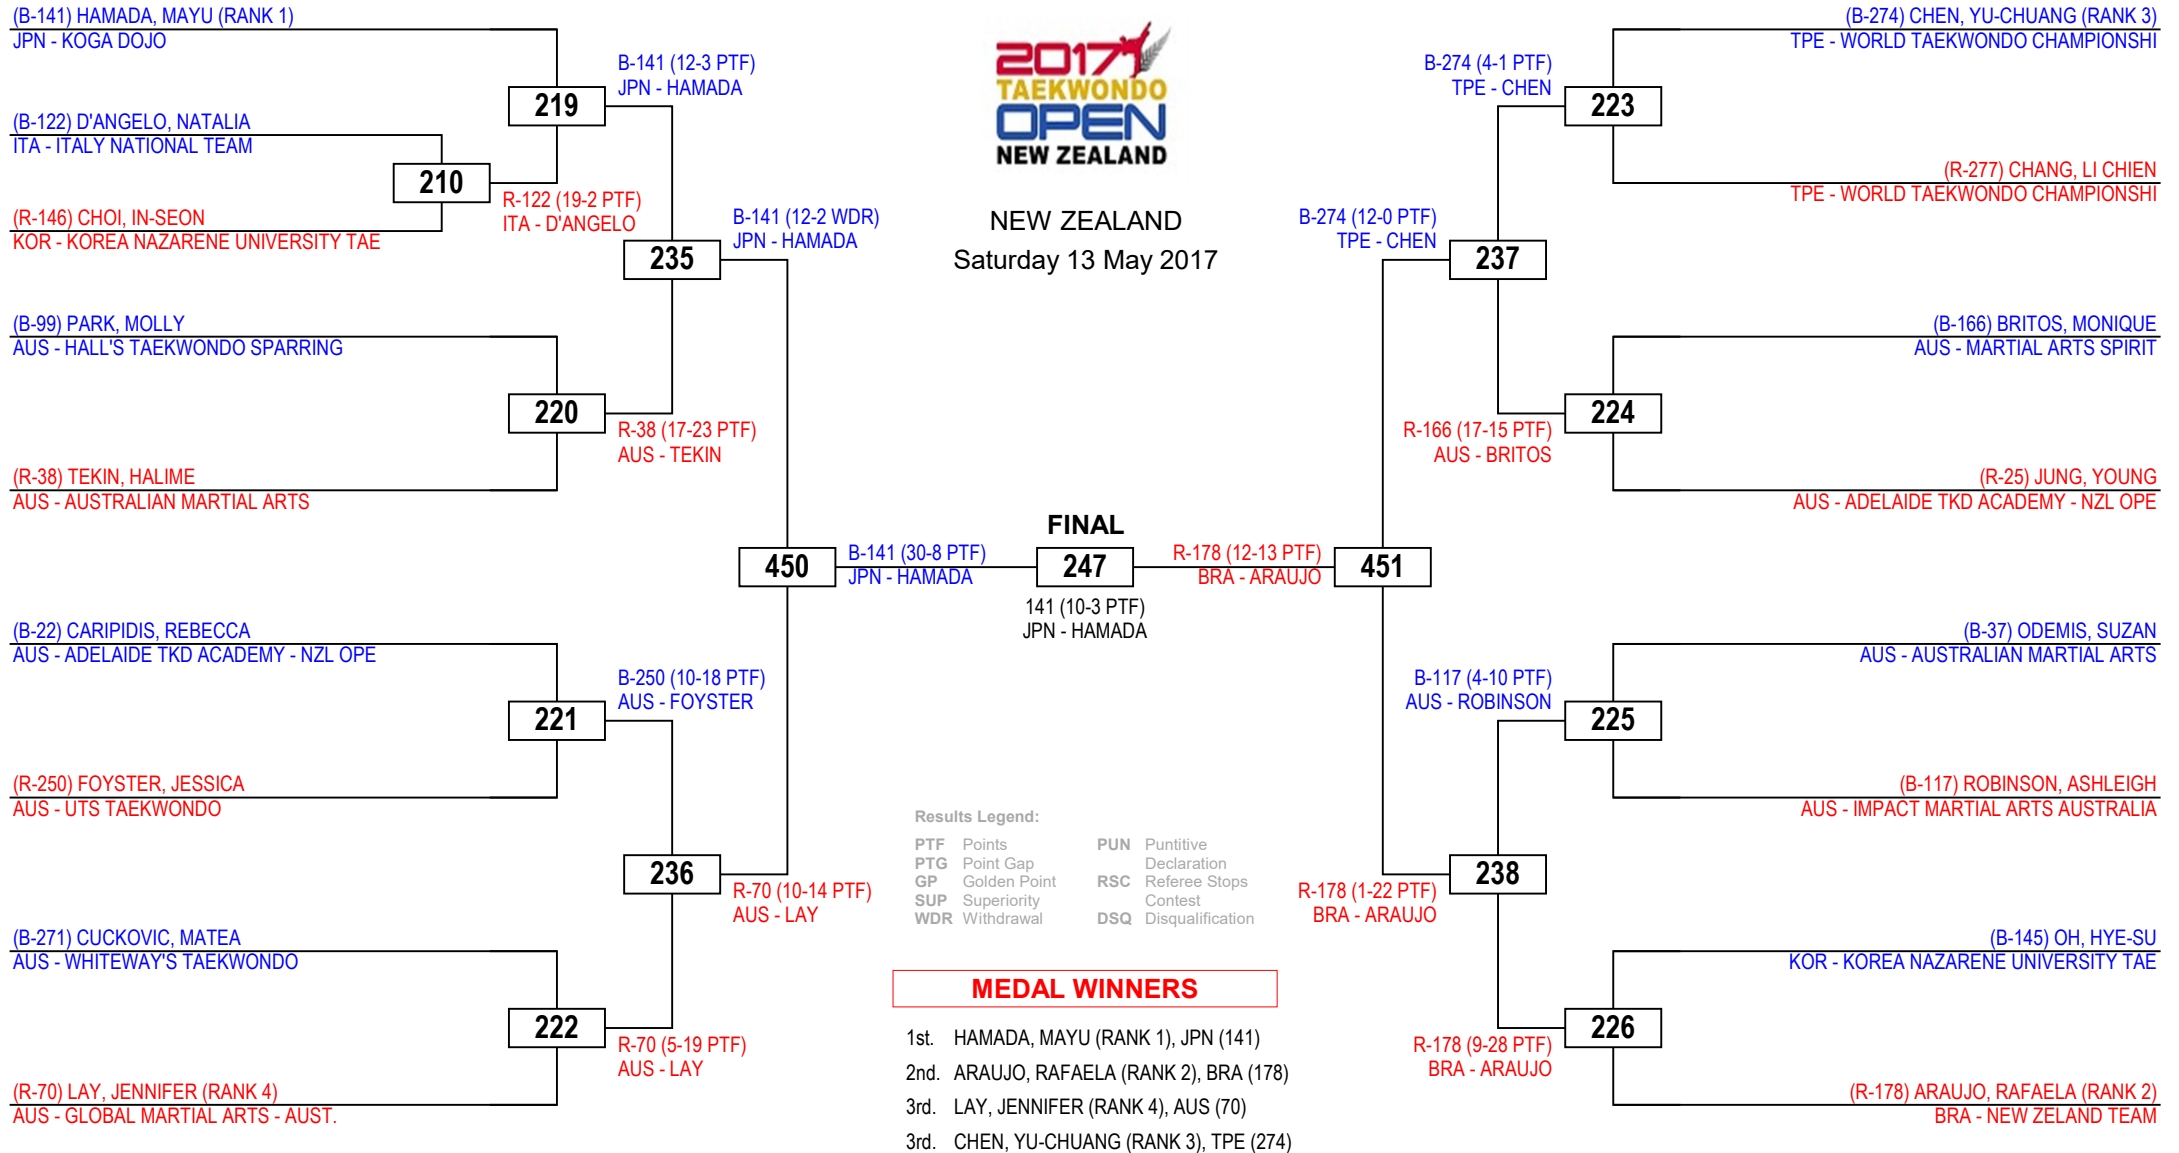 (B-141) HAMADA, MAYU (RANK 1)
JPN - KOGA DOJO
(B-122) D'ANGELO, NATALIA
ITA - ITALY NATIONAL TEAM
(R-146) CHOI, IN-SEON
KOR - KOREA NAZARENE UNIVERSITY TAE
(B-99) PARK, MOLLY
AUS - HALL'S TAEKWONDO SPARRING
(R-38) TEKIN, HALIME
AUS - AUSTRALIAN MARTIAL ARTS
(B-22) CARIPIDIS, REBECCA
AUS - ADELAIDE TKD ACADEMY - NZL OPE
(R-250) FOYSTER, JESSICA
AUS - UTS TAEKWONDO
(B-271) CUCKOVIC, MATEA
AUS - WHITEWAY'S TAEKWONDO
(R-70) LAY, JENNIFER (RANK 4)
AUS - GLOBAL MARTIAL ARTS - AUST.
210
R-122 (19-2 PTF)
ITA - D'ANGELO
219
B-141 (12-3 PTF)
JPN - HAMADA
220
R-38 (17-23 PTF)
AUS - TEKIN
221
B-250 (10-18 PTF)
AUS - FOYSTER
222
R-70 (5-19 PTF)
AUS - LAY
235
B-141 (12-2 WDR)
JPN - HAMADA
236
R-70 (10-14 PTF)
AUS - LAY
450
B-141 (30-8 PTF)
JPN - HAMADA
2017
TAEKWONDO
OPEN
NEW ZEALAND
NEW ZEALAND
Saturday 13 May 2017
FINAL
247
141 (10-3 PTF)
JPN - HAMADA
R-178 (12-13 PTF)
BRA - ARAUJO
451
B-274 (12-0 PTF)
TPE - CHEN
237
R-178 (1-22 PTF)
BRA - ARAUJO
238
B-274 (4-1 PTF)
TPE - CHEN
223
R-166 (17-15 PTF)
AUS - BRITOS
224
B-117 (4-10 PTF)
AUS - ROBINSON
225
R-178 (9-28 PTF)
BRA - ARAUJO
226
(B-274) CHEN, YU-CHUANG (RANK 3)
TPE - WORLD TAEKWONDO CHAMPIONSHI
(R-277) CHANG, LI CHIEN
TPE - WORLD TAEKWONDO CHAMPIONSHI
(B-166) BRITOS, MONIQUE
AUS - MARTIAL ARTS SPIRIT
(R-25) JUNG, YOUNG
AUS - ADELAIDE TKD ACADEMY - NZL OPE
(B-37) ODEMIS, SUZAN
AUS - AUSTRALIAN MARTIAL ARTS
(B-117) ROBINSON, ASHLEIGH
AUS - IMPACT MARTIAL ARTS AUSTRALIA
(B-145) OH, HYE-SU
KOR - KOREA NAZARENE UNIVERSITY TAE
(R-178) ARAUJO, RAFAELA (RANK 2)
BRA - NEW ZELAND TEAM
Results Legend:
PTF Points
PTG Point Gap
GP Golden Point
SUP Superiority
WDR Withdrawal
PUN Puntitive
Declaration
RSC Referee Stops
Contest
DSQ Disqualification
MEDAL WINNERS
1st. HAMADA, MAYU (RANK 1), JPN (141)
2nd. ARAUJO, RAFAELA (RANK 2), BRA (178)
3rd. LAY, JENNIFER (RANK 4), AUS (70)
3rd. CHEN, YU-CHUANG (RANK 3), TPE (274)